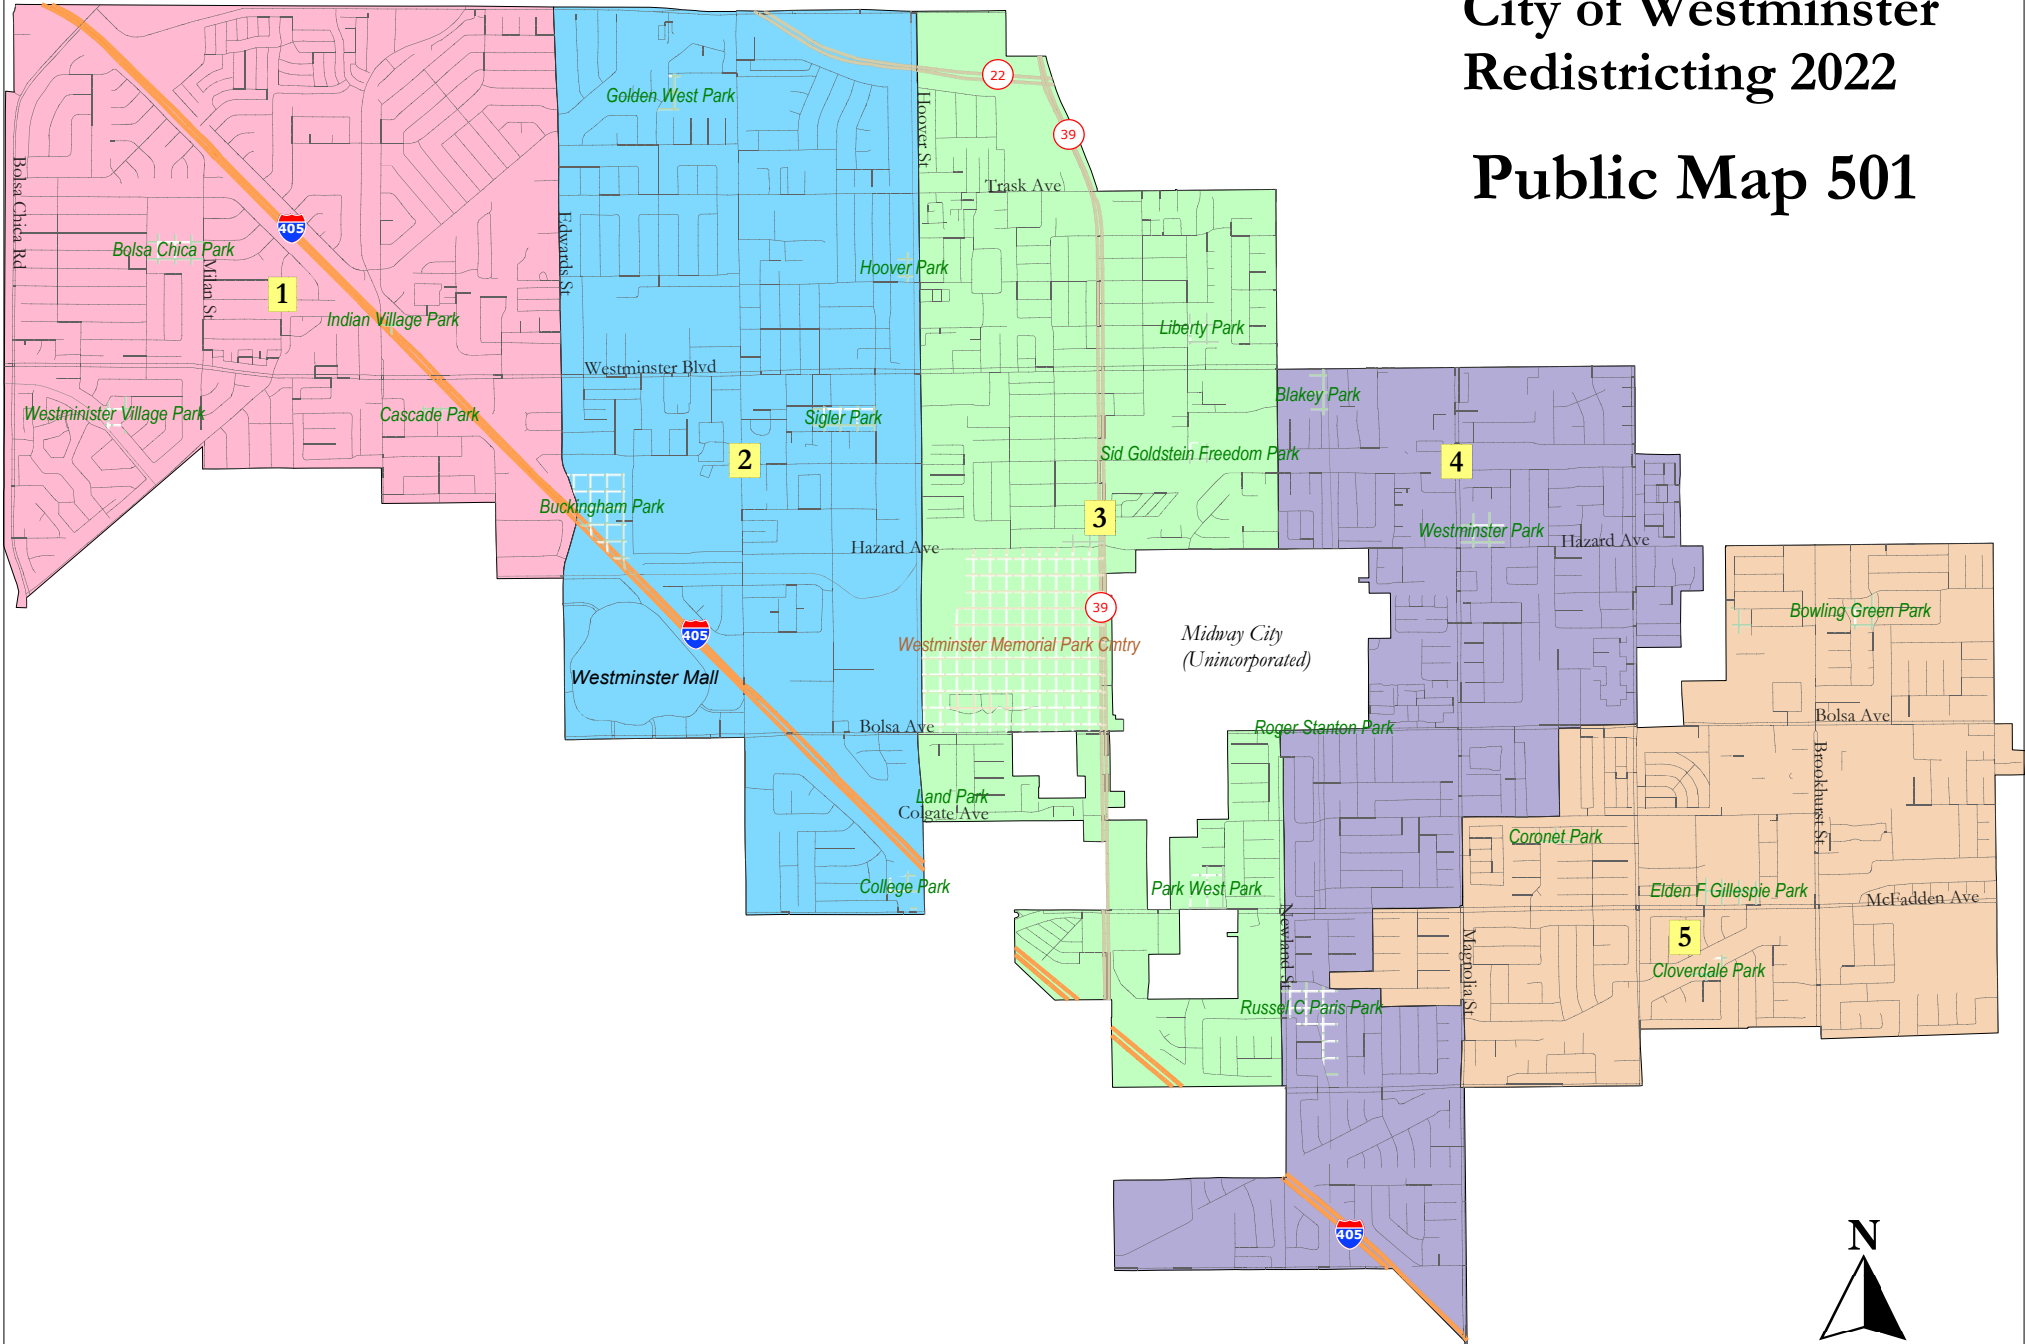 City of Westminster
Redistricting 2022
Public Map 501
22
39
Golden West Park
Hoover St
Trask Ave
Bolsa Chica Rd
405
Bolsa Chica Park
Milan St
1
Edwards St
Hoover Park
Indian Village Park
Liberty Park
Westminster Blvd
Westminister Village Park
Cascade Park
Sigler Park
Blakey Park
2
Sid Goldstein Freedom Park
4
Buckingham Park
3
Westminster Park
Hazard Ave
Hazard Ave
39
Bowling Green Park
405
Westminster Memorial Park Cmtry
Midway City
(Unincorporated)
Westminster Mall
Bolsa Ave
Roger Stanton Park
Bolsa Ave
Brookhurst St
Land Park
Colgate Ave
Coronet Park
College Park
Park West Park
Elden F Gillespie Park
McFadden Ave
Newland St
Magnolia St
5
Cloverdale Park
Russel C Paris Park
405
N